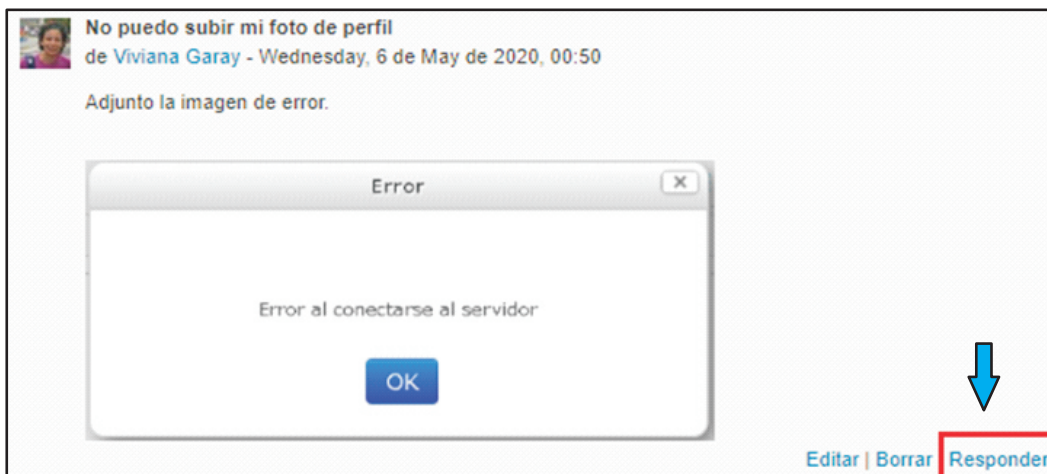 No puedo subir mi foto de perfil
de Viviana Garay - Wednesday, 6 de May de 2020, 00:50
Adjunto la imagen de error.
Error
Error al conectarse al servidor
OK
Editar | Borrar | Responder